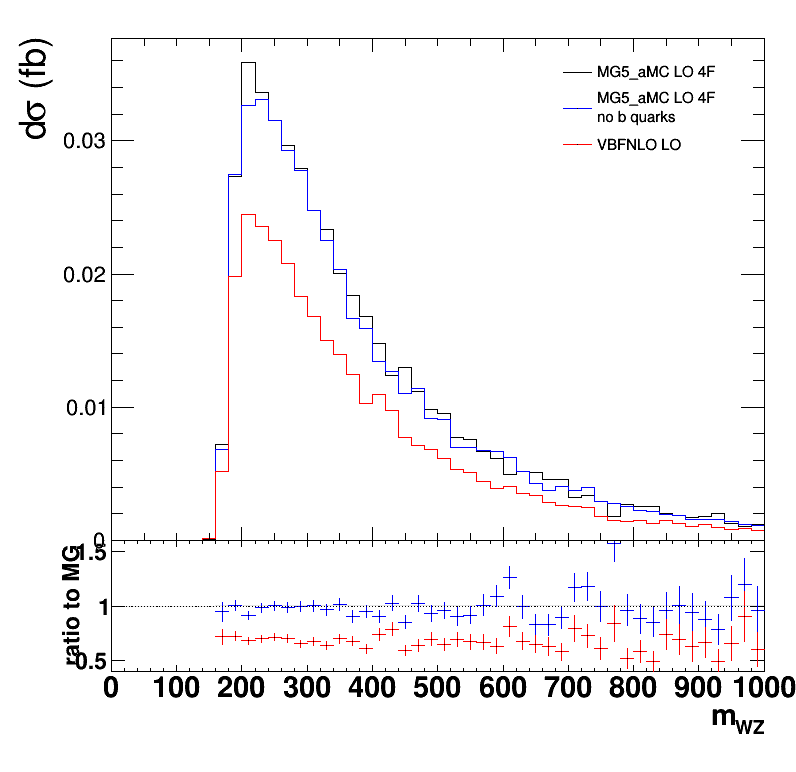 dσ (fb)
MG5_aMC LO 4F
MG5_aMC LO 4F
no b quarks
VBFNLO LO
0.03
0.02
0.01
0
ratio to MG
1.5
1
0.5
0 100 200 300 400 500 600 700 800 900 1000
m_WZ